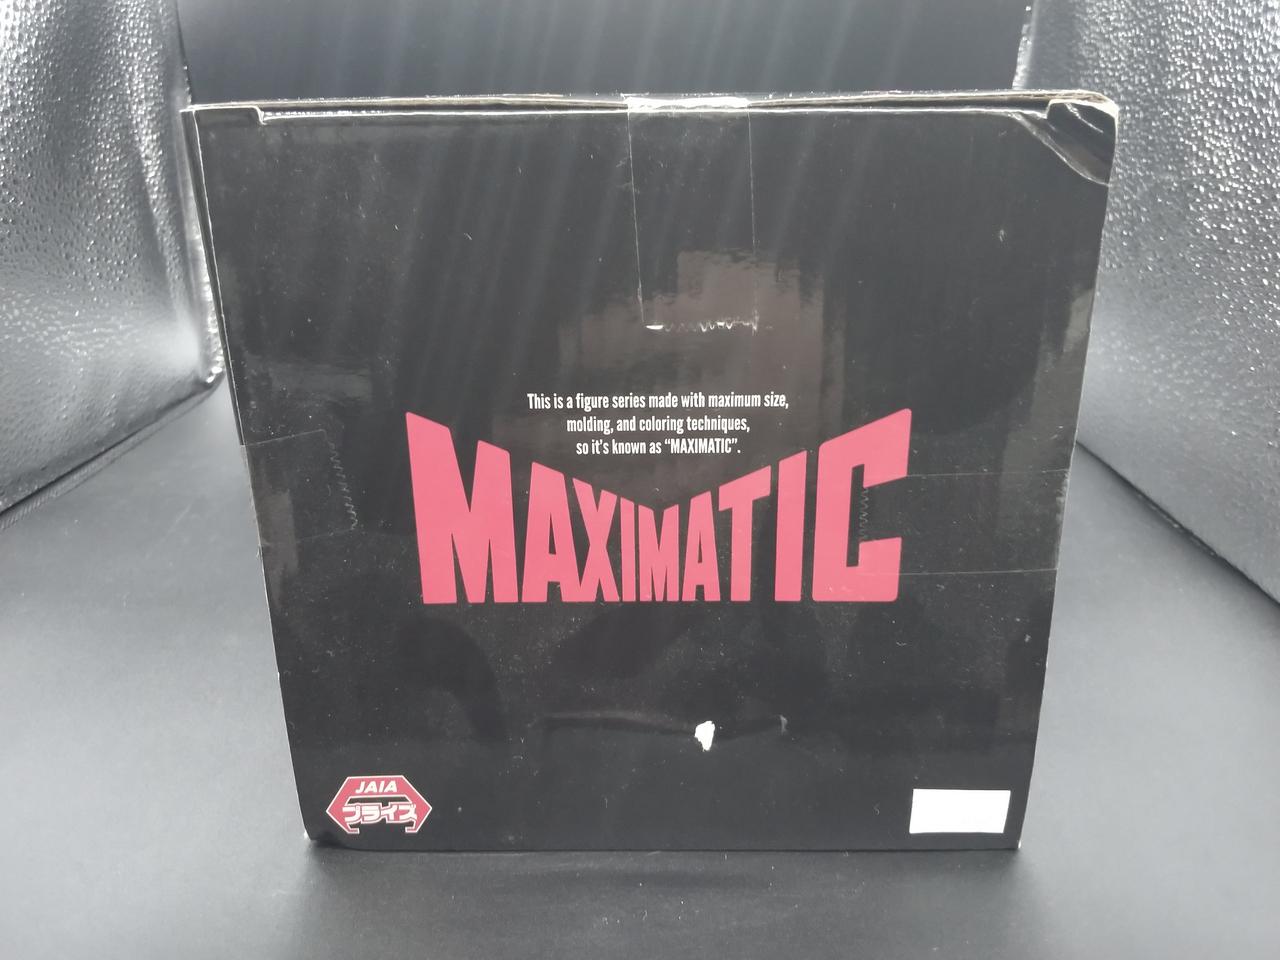 This is a figure series made with maximum size,
molding, and coloring techniques,
so it's known as “MAXIMATIC”.
MAXIMATIC
JAIA
プライズ